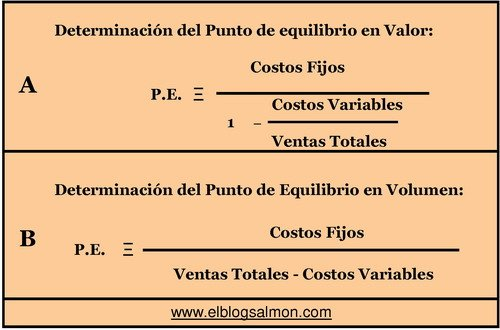 Determinación del Punto de equilibrio en Valor:
A
P.E. Ξ
Costos Fijos
1 – Costos Variables
Ventas Totales
Determinación del Punto de Equilibrio en Volumen:
B
P.E. Ξ
Costos Fijos
Ventas Totales - Costos Variables
www.elblogsalmon.com